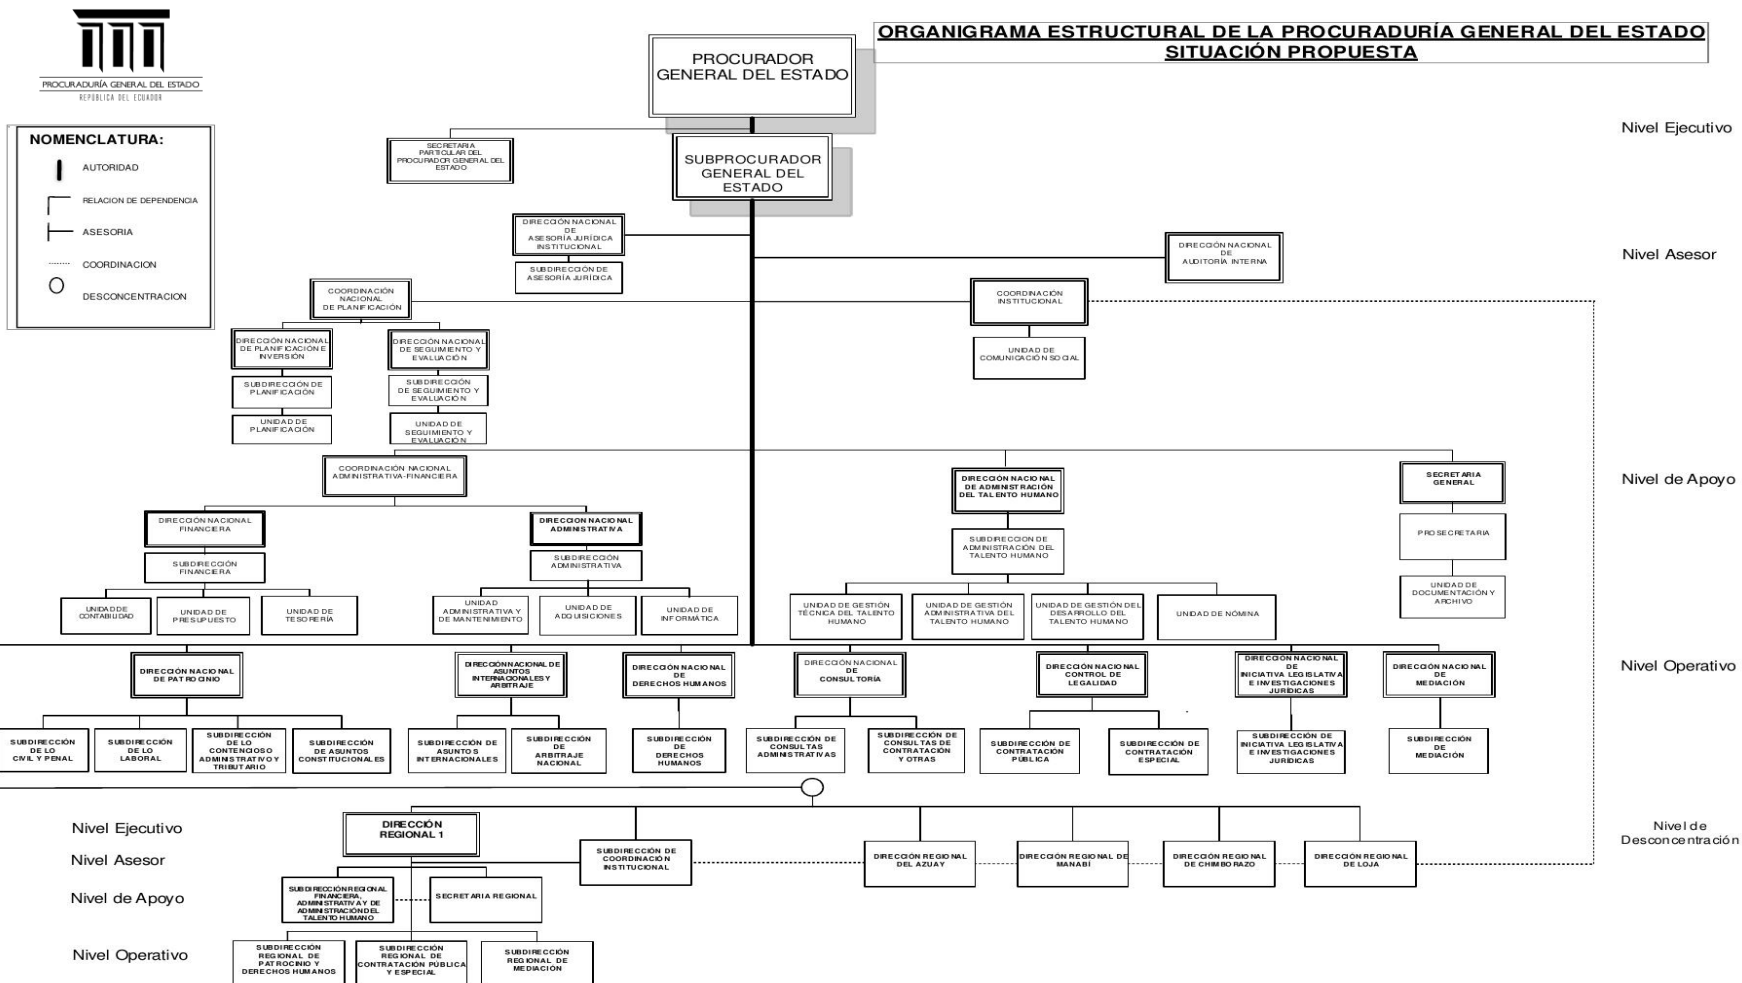 PROCURADURÍA GENERAL DEL ESTADO
REPÚBLICA DEL ECUADOR
ORGANIGRAMA ESTRUCTURAL DE LA PROCURADURÍA GENERAL DEL ESTADO
SITUACIÓN PROPUESTA
NOMENCLATURA:
AUTORIDAD
RELACION DE DEPENDENCIA
ASESORIA
COORDINACION
DESCONCENTRACION
PROCURADOR
GENERAL DEL ESTADO
Nivel Ejecutivo
SECRETARIA
PARTICULAR DEL
PROCURADOR GENERAL DEL
ESTADO
SUBPROCURADOR
GENERAL DEL
ESTADO
DIRECCIÓN NACIONAL
DE
ASESORÍA JURÍDICA
INSTITUCIONAL
SUBDIRECCIÓN DE
ASESORÍA JURÍDICA
DIRECCIÓN NACIONAL
DE
AUDITORÍA INTERNA
Nivel Asesor
COORDINACIÓN
NACIONAL
DE PLANIFICACIÓN
COORDINACIÓN
INSTITUCIONAL
UNIDAD DE
COMUNICACIÓN SOCIAL
DIRECCIÓN NACIONAL
DE PLANIFICACIÓN E
INVERSIÓN
DIRECCIÓN NACIONAL
DE SEGUIMIENTO Y
EVALUACIÓN
SUBDIRECCIÓN DE
PLANIFICACIÓN
SUBDIRECCIÓN
DE SEGUIMIENTO Y
EVALUACIÓN
UNIDAD DE
PLANIFICACIÓN
UNIDAD DE
SEGUIMIENTO Y
EVALUACIÓN
COORDINACIÓN NACIONAL
ADMINISTRATIVA-FINANCIERA
DIRECCIÓN NACIONAL
DE ADMINISTRACIÓN
DEL TALENTO HUMANO
SECRETARIA
GENERAL
Nivel de Apoyo
DIRECCIÓN NACIONAL
FINANCIERA
DIRECCION NACIONAL
ADMINISTRATIVA
SUBDIRECCION DE
ADMINISTRACIÓN DEL
TALENTO HUMANO
PROSECRETARIA
SUBDIRECCIÓN
FINANCIERA
SUBDIRECCIÓN
ADMINISTRATIVA
UNIDAD DE
DOCUMENTACIÓN Y
ARCHIVO
UNIDAD DE
CONTABILIDAD
UNIDAD DE
PRESUPUESTO
UNIDAD DE
TESORERÍA
UNIDAD
ADMINISTRATIVA Y
DE MANTENIMIENTO
UNIDAD DE
ADQUISICIONES
UNIDAD DE
INFORMÁTICA
UNIDAD DE GESTIÓN
TÉCNICA DEL TALENTO
HUMANO
UNIDAD DE GESTIÓN
ADMINISTRATIVA DEL
TALENTO HUMANO
UNIDAD DE GESTIÓN DEL
DESARROLLO DEL
TALENTO HUMANO
UNIDAD DE NÓMINA
DIRECCIÓN NACIONAL
DE PATROCINIO
DIRECCIÓN NACIONAL DE
ASUNTOS
INTERNACIONALES Y
ARBITRAJE
DIRECCIÓN NACIONAL
DE
DERECHOS HUMANOS
DIRECCIÓN NACIONAL
DE
CONSULTORÍA
DIRECCIÓN NACIONAL
CONTROL DE
LEGALIDAD
DIRECCIÓN NACIONAL
DE
INICIATIVA LEGISLATIVA
E INVESTIGACIONES
JURÍDICAS
DIRECCIÓN NACIONAL
DE
MEDIACIÓN
Nivel Operativo
SUBDIRECCIÓN
DE LO
CIVIL Y PENAL
SUBDIRECCIÓN
DE LO
LABORAL
SUBDIRECCIÓN
DE LO
CONTENCIOSO
ADMINISTRATIVO Y
TRIBUTARIO
SUBDIRECCIÓN
DE ASUNTOS
CONSTITUCIONALES
SUBDIRECCIÓN DE
ASUNTOS
INTERNACIONALES
SUBDIRECCIÓN
DE
ARBITRAJE
NACIONAL
SUBDIRECCIÓN
DE
DERECHOS
HUMANOS
SUBDIRECCIÓN DE
CONSULTAS
ADMINISTRATIVAS
SUBDIRECCIÓN DE
CONSULTAS DE
CONTRATACIÓN
Y OTRAS
SUBDIRECCIÓN DE
CONTRATACIÓN
PÚBLICA
SUBDIRECCIÓN DE
CONTRATACIÓN
ESPECIAL
SUBDIRECCIÓN DE
INICIATIVA LEGISLATIVA
E INVESTIGACIONES
JURÍDICAS
SUBDIRECCIÓN
DE
MEDIACIÓN
Nivel Ejecutivo
DIRECCIÓN
REGIONAL 1
Nivel de
Desconcentración
Nivel Asesor
SUBDIRECCIÓN DE
COORDINACIÓN
INSTITUCIONAL
DIRECCIÓN REGIONAL
DEL AZUAY
DIRECCIÓN REGIONAL DE
MANABÍ
DIRECCIÓN REGIONAL
DE CHIMBORAZO
DIRECCIÓN REGIONAL
DE LOJA
Nivel de Apoyo
SUBDIRECCIÓN REGIONAL
FINANCIERA,
ADMINISTRATIVA Y DE
ADMINISTRACIÓN DEL
TALENTO HUMANO
SECRETARIA REGIONAL
Nivel Operativo
SUBDIRECCIÓN
REGIONAL DE
PATROCINIO Y
DERECHOS HUMANOS
SUBDIRECCIÓN
REGIONAL DE
CONTRATACIÓN PÚBLICA
Y ESPECIAL
SUBDIRECCIÓN
REGIONAL DE
MEDIACIÓN